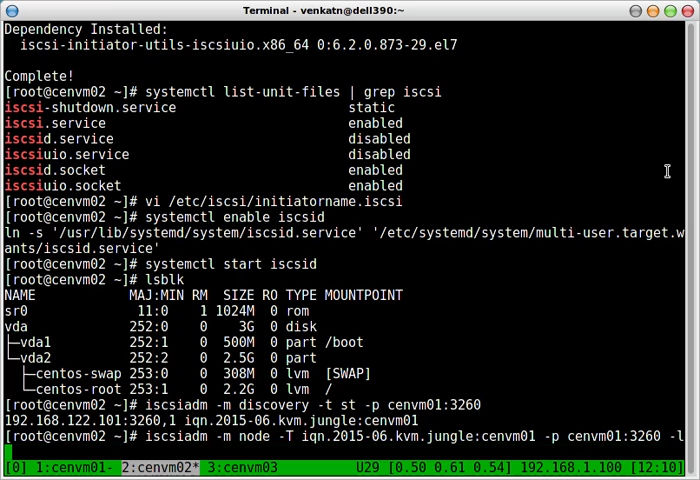 Terminal - venkatn@dell390:~
Dependency Installed:
  iscsi-initiator-utils-iscsiuio.x86_64 0:6.2.0.873-29.el7

Complete!
[root@cenvm02 ~]# systemctl list-unit-files | grep iscsi
iscsi-shutdown.service                      static
iscsi.service                               enabled
iscsid.service                              disabled
iscsiuio.service                            disabled
iscsid.socket                               enabled
iscsiuio.socket                             enabled
[root@cenvm02 ~]# vi /etc/iscsi/initiatorname.iscsi
[root@cenvm02 ~]# systemctl enable iscsid
ln -s '/usr/lib/systemd/system/iscsid.service' '/etc/systemd/system/multi-user.target.w
ants/iscsid.service'
[root@cenvm02 ~]# systemctl start iscsid
[root@cenvm02 ~]# lsblk
NAME            MAJ:MIN RM  SIZE RO TYPE MOUNTPOINT
sr0              11:0    1 1024M  0 rom
vda             252:0    0    3G  0 disk
├─vda1          252:1    0  500M  0 part /boot
└─vda2          252:2    0  2.5G  0 part
  ├─centos-swap 253:0    0  308M  0 lvm  [SWAP]
  └─centos-root 253:1    0  2.2G  0 lvm  /
[root@cenvm02 ~]# iscsiadm -m discovery -t st -p cenvm01:3260
192.168.122.101:3260,1 iqn.2015-06.kvm.jungle:cenvm01
[root@cenvm02 ~]# iscsiadm -m node -T iqn.2015-06.kvm.jungle:cenvm01 -p cenvm01:3260 -l
[0] 1:cenvm01- 2:cenvm02* 3:cenvm03          U29 [0.50 0.61 0.54] 192.168.1.100 [12:10]